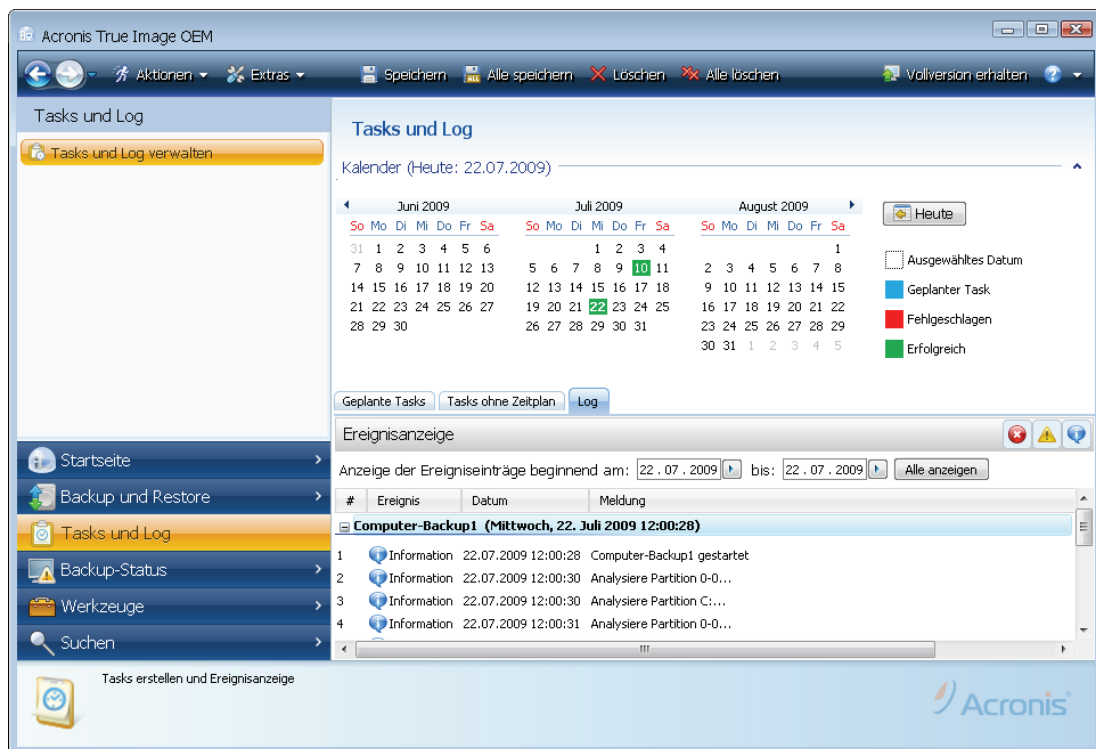 Acronis True Image OEM
Aktionen Extras Speichern Alle speichern Löschen Alle löschen Vollversion erhalten
Tasks und Log
Tasks und Log verwalten
Startseite
Backup und Restore
Tasks und Log
Backup-Status
Werkzeuge
Suchen
Tasks und Log
Kalender (Heute: 22.07.2009)
Juni 2009
So Mo Di Mi Do Fr Sa
31 1 2 3 4 5 6
7 8 9 10 11 12 13
14 15 16 17 18 19 20
21 22 23 24 25 26 27
28 29 30
Juli 2009
So Mo Di Mi Do Fr Sa
1 2 3 4
5 6 7 8 9 10 11
12 13 14 15 16 17 18
19 20 21 22 23 24 25
26 27 28 29 30 31
August 2009
So Mo Di Mi Do Fr Sa
1
2 3 4 5 6 7 8
9 10 11 12 13 14 15
16 17 18 19 20 21 22
23 24 25 26 27 28 29
30 31 1 2 3 4 5
Heute
Ausgewähltes Datum
Geplanter Task
Fehlgeschlagen
Erfolgreich
Geplante Tasks Tasks ohne Zeitplan Log
Ereignisanzeige
Anzeige der Ereigniseinträge beginnend am: 22 . 07 . 2009 bis: 22 . 07 . 2009 Alle anzeigen
# Ereignis Datum Meldung
Computer-Backup1 (Mittwoch, 22. Juli 2009 12:00:28)
1 Information 22.07.2009 12:00:28 Computer-Backup1 gestartet
2 Information 22.07.2009 12:00:30 Analysiere Partition 0-0...
3 Information 22.07.2009 12:00:30 Analysiere Partition C:...
4 Information 22.07.2009 12:00:31 Analysiere Partition 0-0...
Tasks erstellen und Ereignisanzeige
Acronis